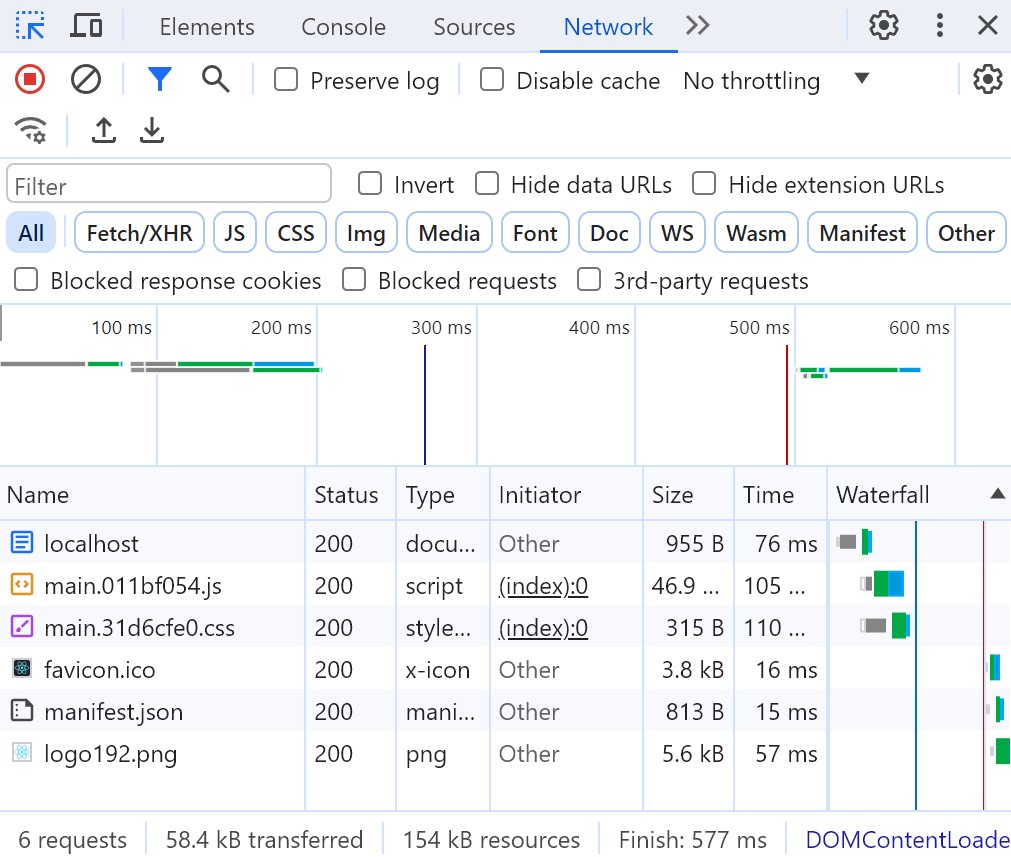 Elements Console Sources Network
Preserve log Disable cache No throttling
Filter Invert Hide data URLs Hide extension URLs
All Fetch/XHR JS CSS Img Media Font Doc WS Wasm Manifest Other
Blocked response cookies Blocked requests 3rd-party requests
100 ms 200 ms 300 ms 400 ms 500 ms 600 ms
Name Status Type Initiator Size Time Waterfall
localhost 200 docu... Other 955 B 76 ms
main.011bf054.js 200 script (index):0 46.9 ... 105 ...
main.31d6cfe0.css 200 style... (index):0 315 B 110 ...
favicon.ico 200 x-icon Other 3.8 kB 16 ms
manifest.json 200 mani... Other 813 B 15 ms
logo192.png 200 png Other 5.6 kB 57 ms
6 requests 58.4 kB transferred 154 kB resources Finish: 577 ms DOMContentLoade